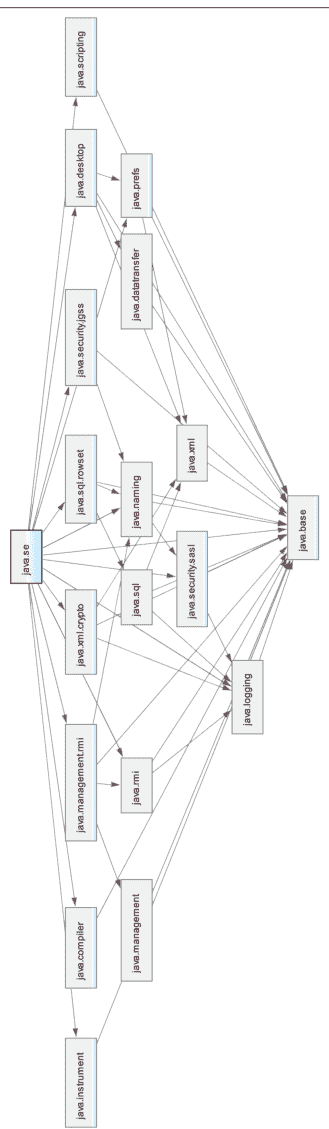 java.se
java.instrument
java.compiler
java.management.rmi
java.xml.crypto
java.sql.rowset
java.security.jgss
java.desktop
java.scripting
java.management
java.rmi
java.sql
java.naming
java.datatransfer
java.prefs
java.security.sasl
java.xml
java.logging
java.base